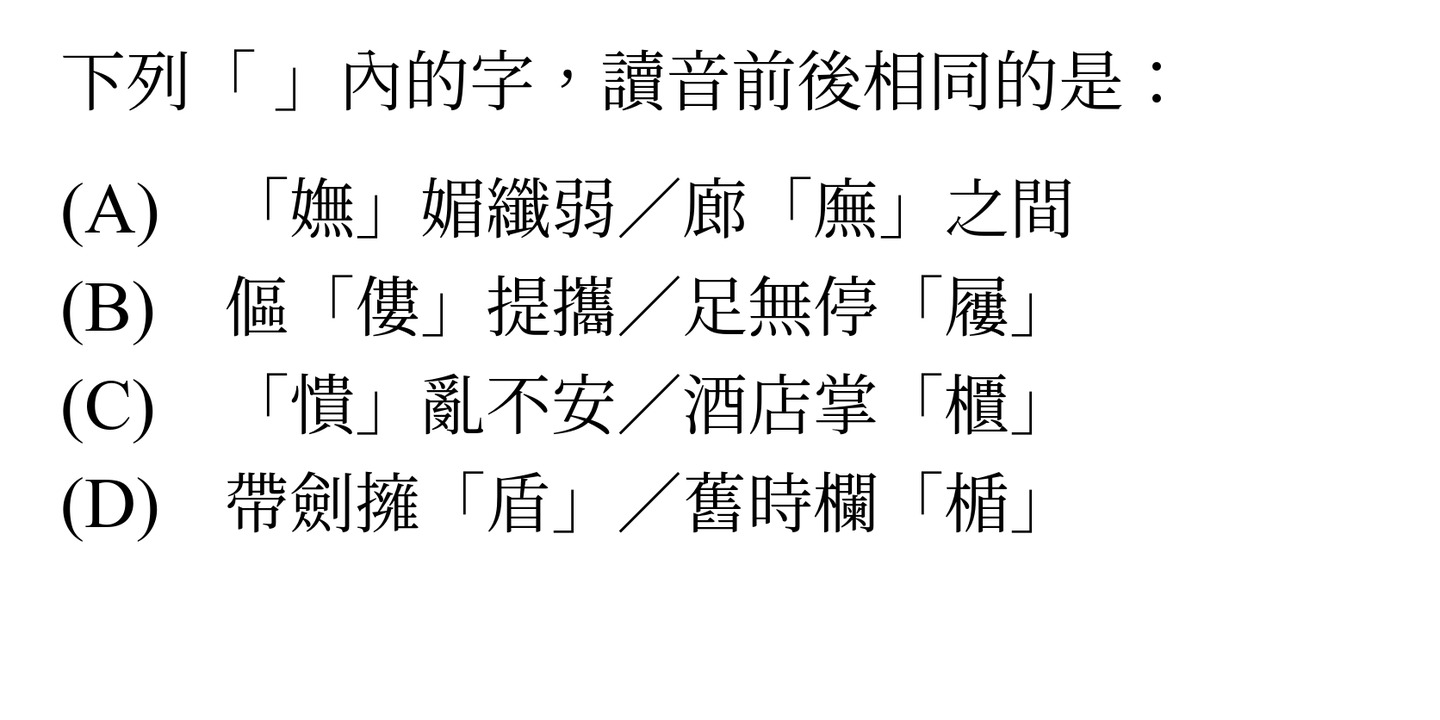 下列「 」內的字，讀音前後相同的是：
(A) 「嫵」媚纖弱／廊「廡」之間
(B) 傴「僂」提攜／足無停「屨」
(C) 「憒」亂不安／酒店掌「櫃」
(D) 帶劍擁「盾」／舊時欄「楯」